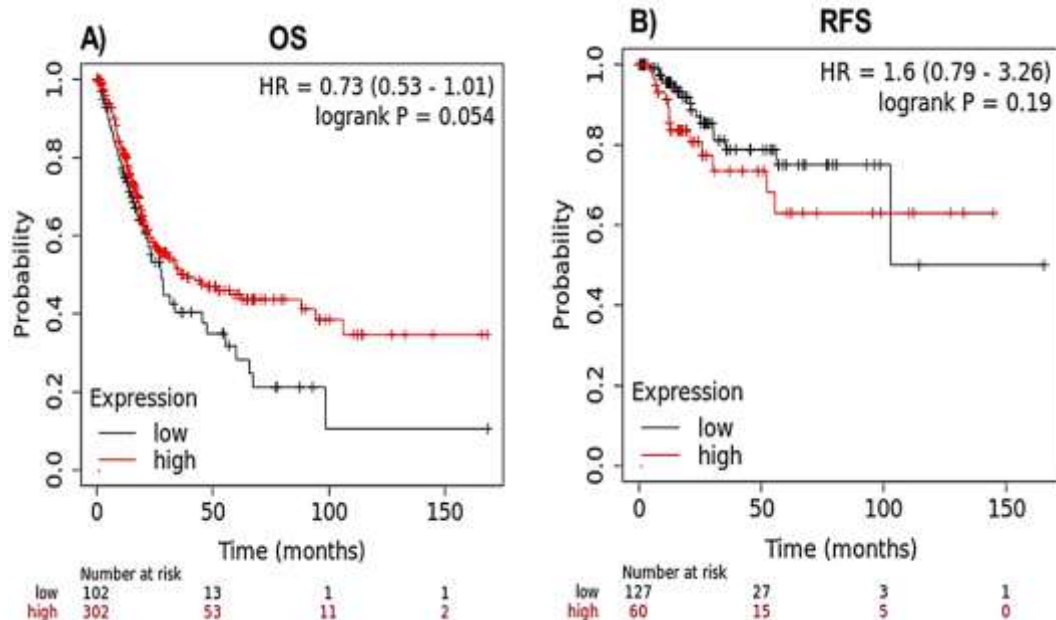 A)
OS
HR = 0.73 (0.53 - 1.01)
logrank P = 0.054
Probability
1.0
0.8
0.6
0.4
0.2
0.0
Expression
low
high
0 50 100 150
Time (months)
Number at risk
low 102 13 1 1
high 302 53 11 2
B)
RFS
HR = 1.6 (0.79 - 3.26)
logrank P = 0.19
Probability
1.0
0.8
0.6
0.4
0.2
0.0
Expression
low
high
0 50 100 150
Time (months)
Number at risk
low 127 27 3 1
high 60 15 5 0